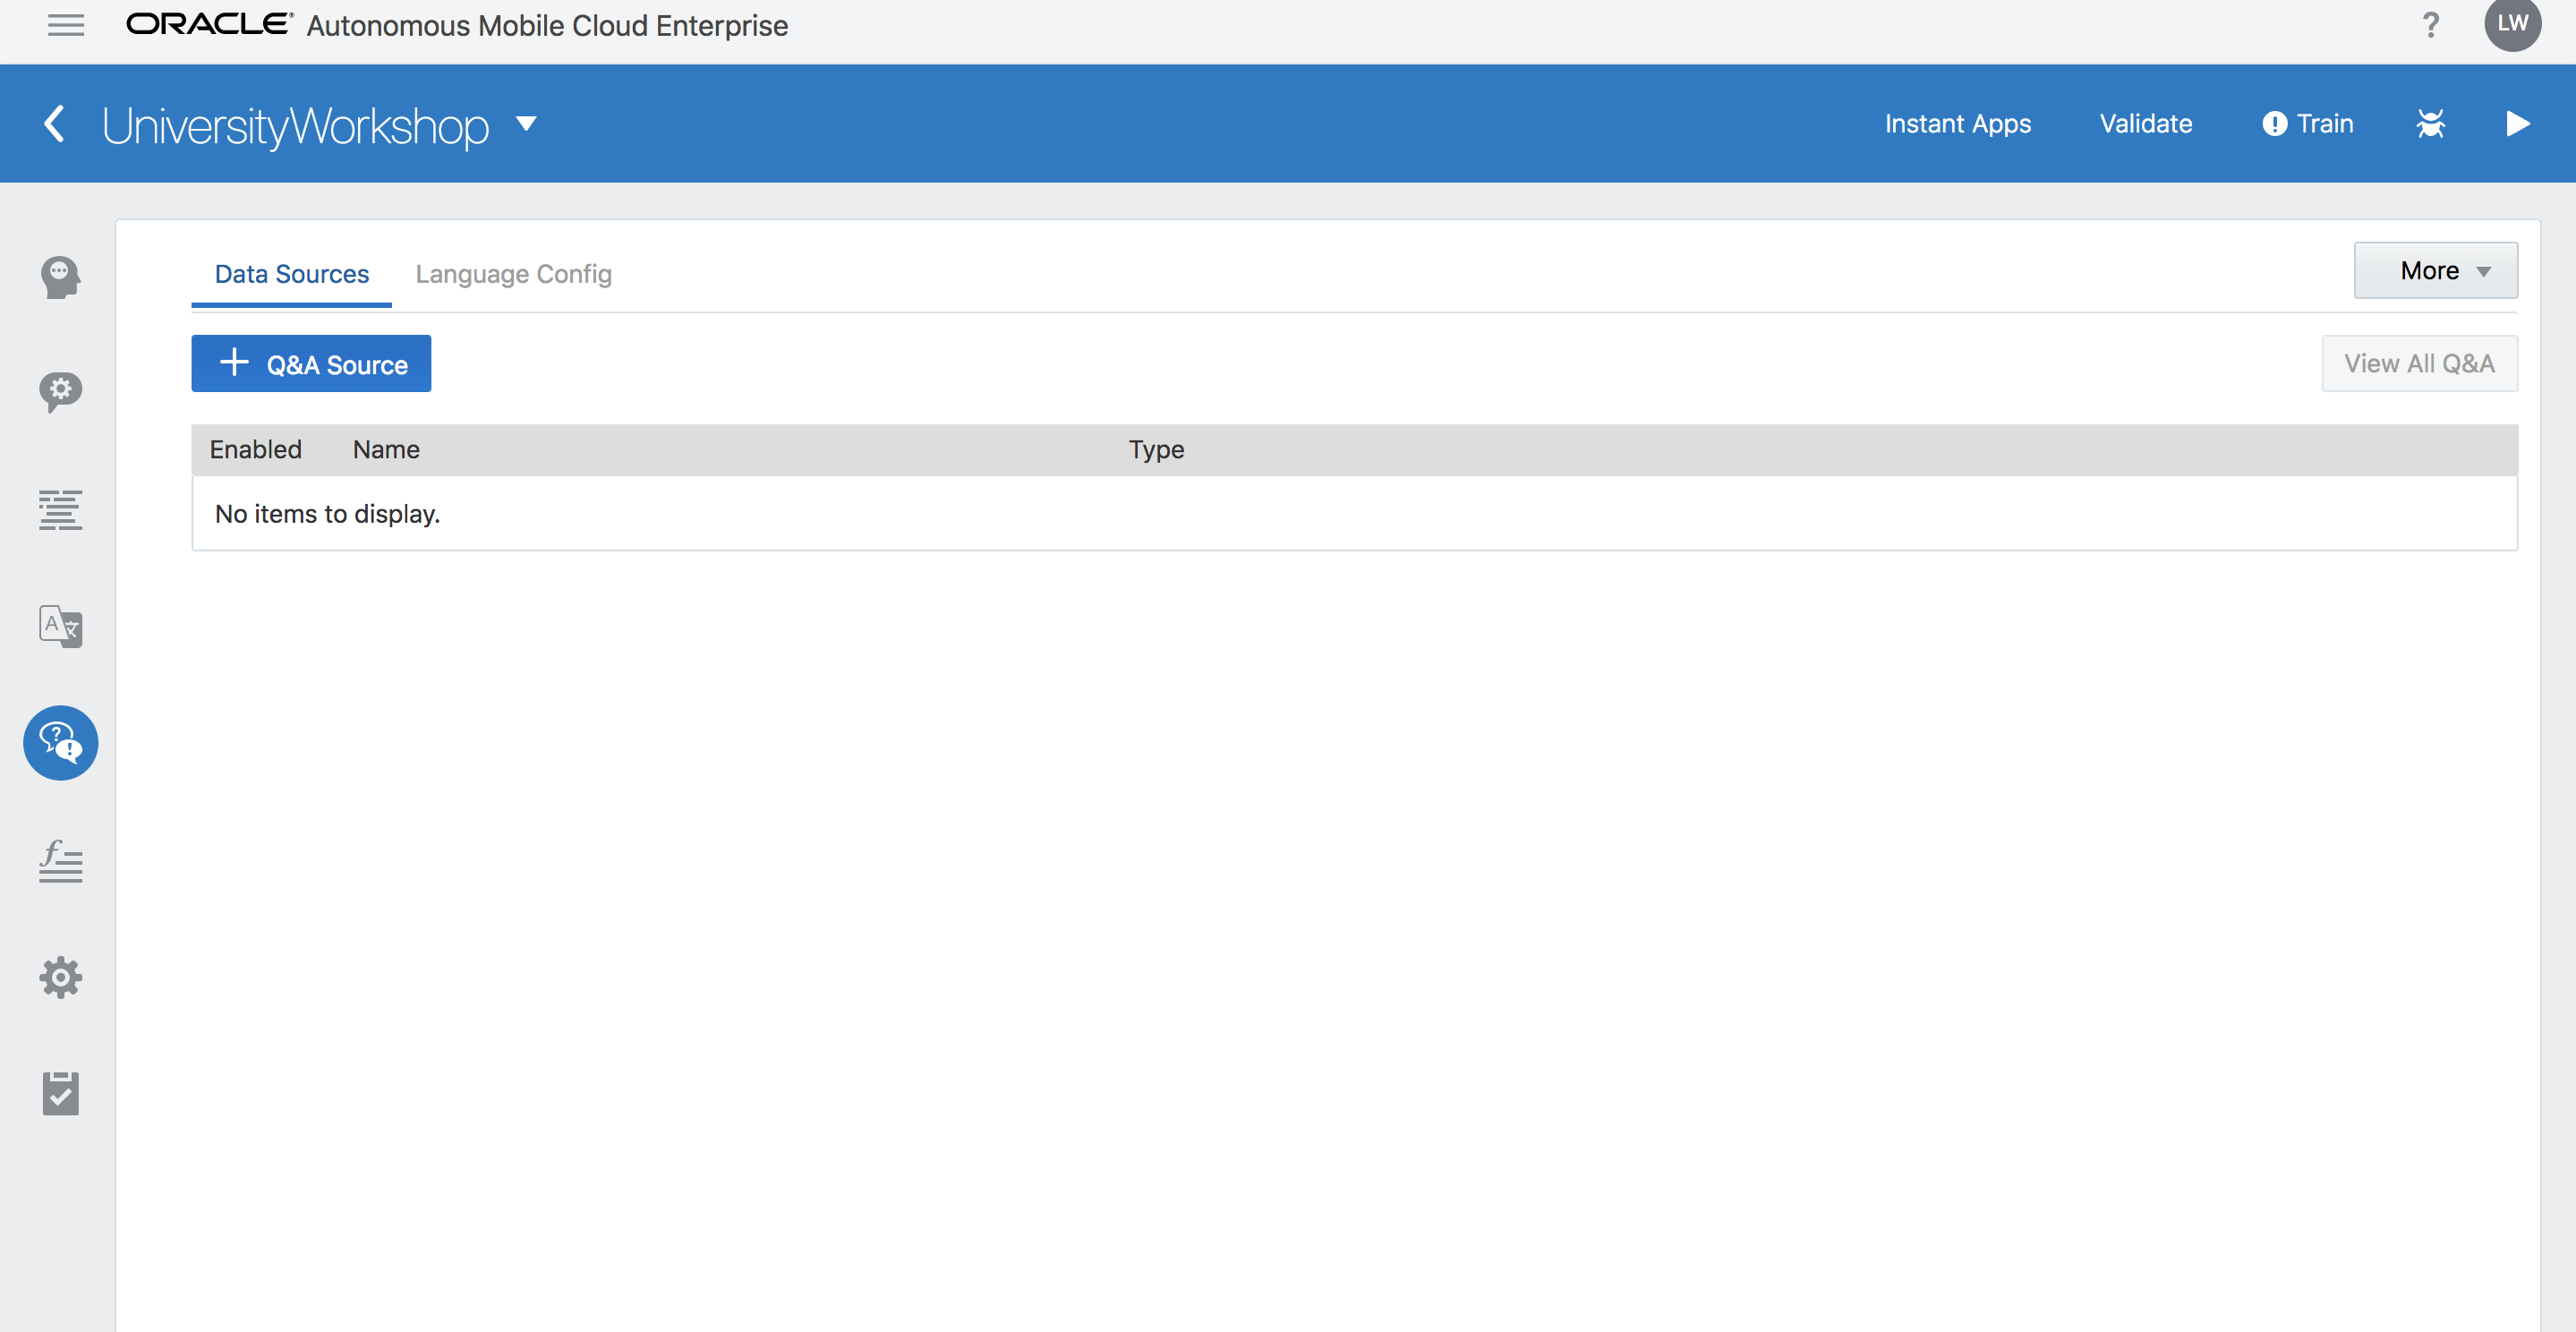 ORACLE® Autonomous Mobile Cloud Enterprise
? LW
UniversityWorkshop
Instant Apps Validate ! Train
Data Sources Language Config
More
+ Q&A Source
View All Q&A
Enabled Name Type
No items to display.
A 文
? !
f